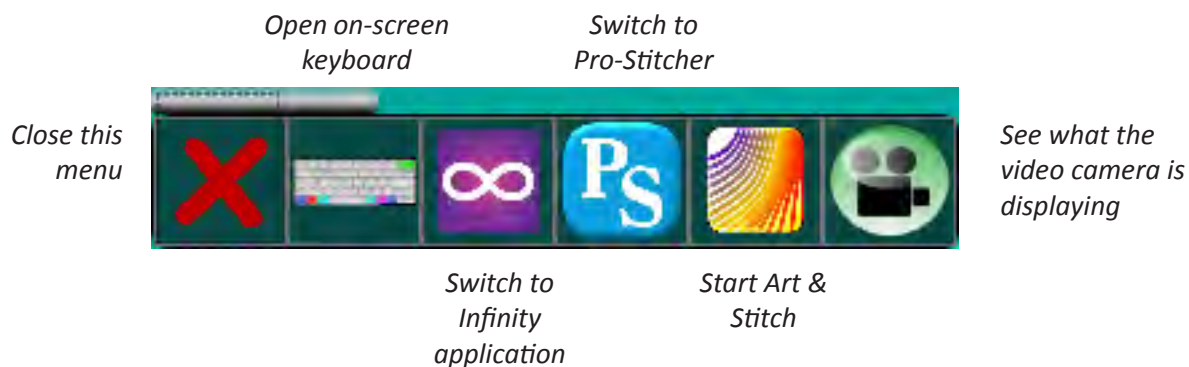 Open on-screen
keyboard
Switch to
Pro-Stitcher
Close this
menu
PS
See what the
video camera is
displaying
Switch to
Infinity
application
Start Art &
Stitch